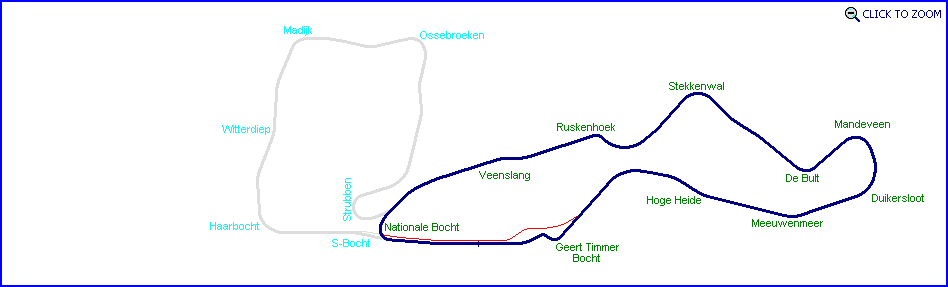 CLICK TO ZOOM
Madijk
Ossebroeken
Stekkenwal
Mandeveen
Witterdiep
Ruskenhoek
Veenslang
De Bult
Strubben
Hoge Heide
Duikersloot
Haarbocht
Nationale Bocht
Meeuwenmeer
S-Bocht
Geert Timmer
Bocht